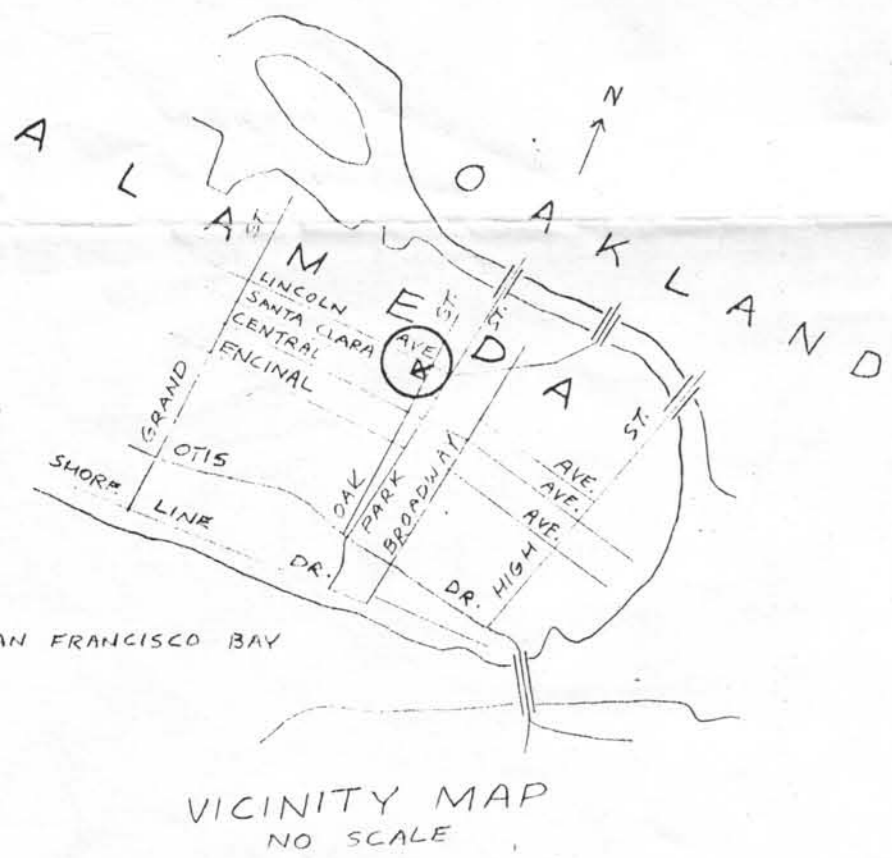 N
ALAMEDA
OAKLAND
ST.
LINCOLN AVE.
SANTA CLARA
CENTRAL
ENCINAL
ST.
ST.
GRAND
OTIS
SHORE LINE DR.
OAK
PARK
BROADWAY
HIGH ST.
AVE.
AVE.
AVE.
DR.
AN FRANCISCO BAY
VICINITY MAP
NO SCALE